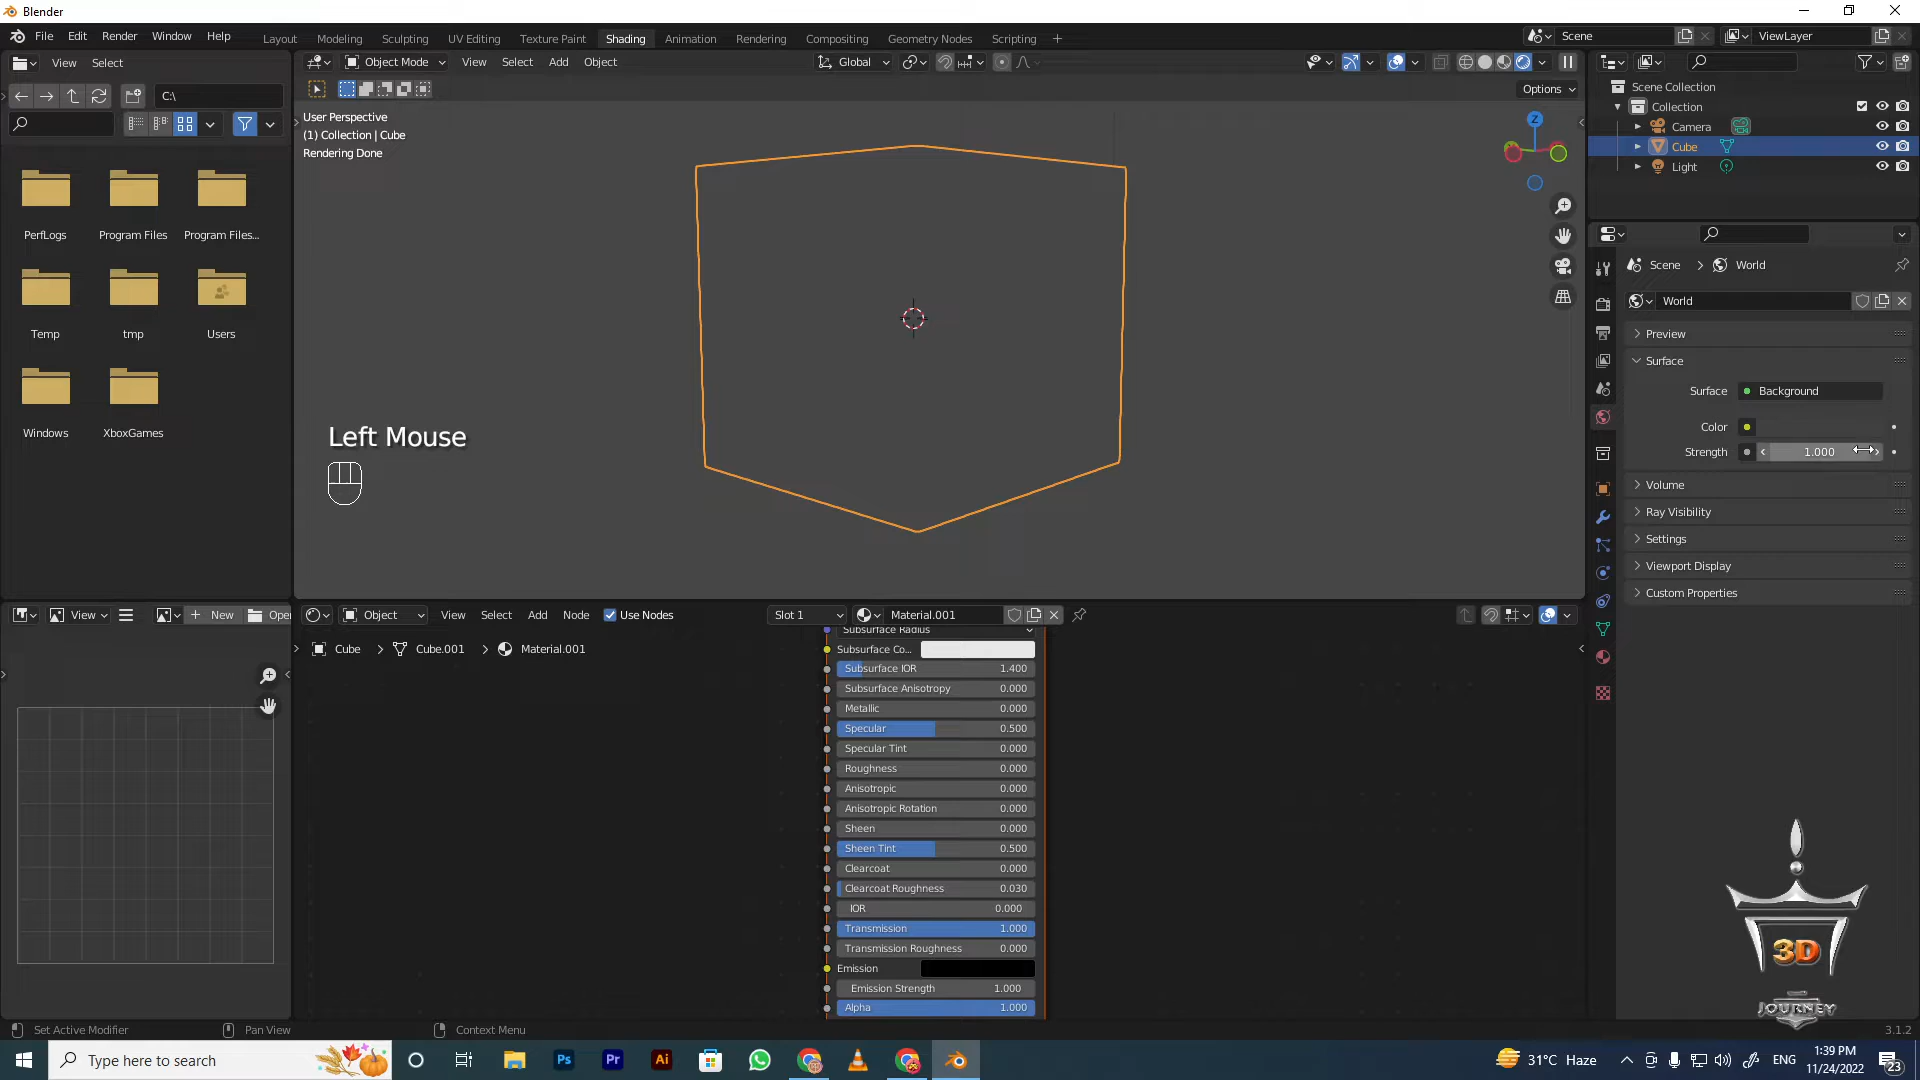 Blender
File Edit Render Window Help
Layout Modeling Sculpting UV Editing Texture Paint Shading Animation Rendering Compositing Geometry Nodes Scripting +
Scene
ViewLayer
View Select
Object Mode View Select Add Object
Global
C:\
Options
User Perspective
(1) Collection | Cube
Rendering Done
Z
PerfLogs Program Files Program Files...
Temp tmp Users
Windows XboxGames
Left Mouse
Scene Collection
Collection
Camera
Cube
Light
Scene > World
World
Preview
Surface
Surface Background
Color
Strength 1.000
Volume
Ray Visibility
Settings
Viewport Display
Custom Properties
View
+ New Open
Object View Select Add Node Use Nodes
Slot 1 Material.001
Cube > Cube.001 > Material.001
Subsurface Radius
Subsurface Co...
Subsurface IOR 1.400
Subsurface Anisotropy 0.000
Metallic 0.000
Specular 0.500
Specular Tint 0.000
Roughness 0.000
Anisotropic 0.000
Anisotropic Rotation 0.000
Sheen 0.000
Sheen Tint 0.500
Clearcoat 0.000
Clearcoat Roughness 0.030
IOR 0.000
Transmission 1.000
Transmission Roughness 0.000
Emission
Emission Strength 1.000
Alpha 1.000
3D
JOURNEY
Set Active Modifier Pan View Context Menu
3.1.2
Type here to search
Ps Pr Ai
31°C Haze
ENG
1:39 PM
11/24/2022
23